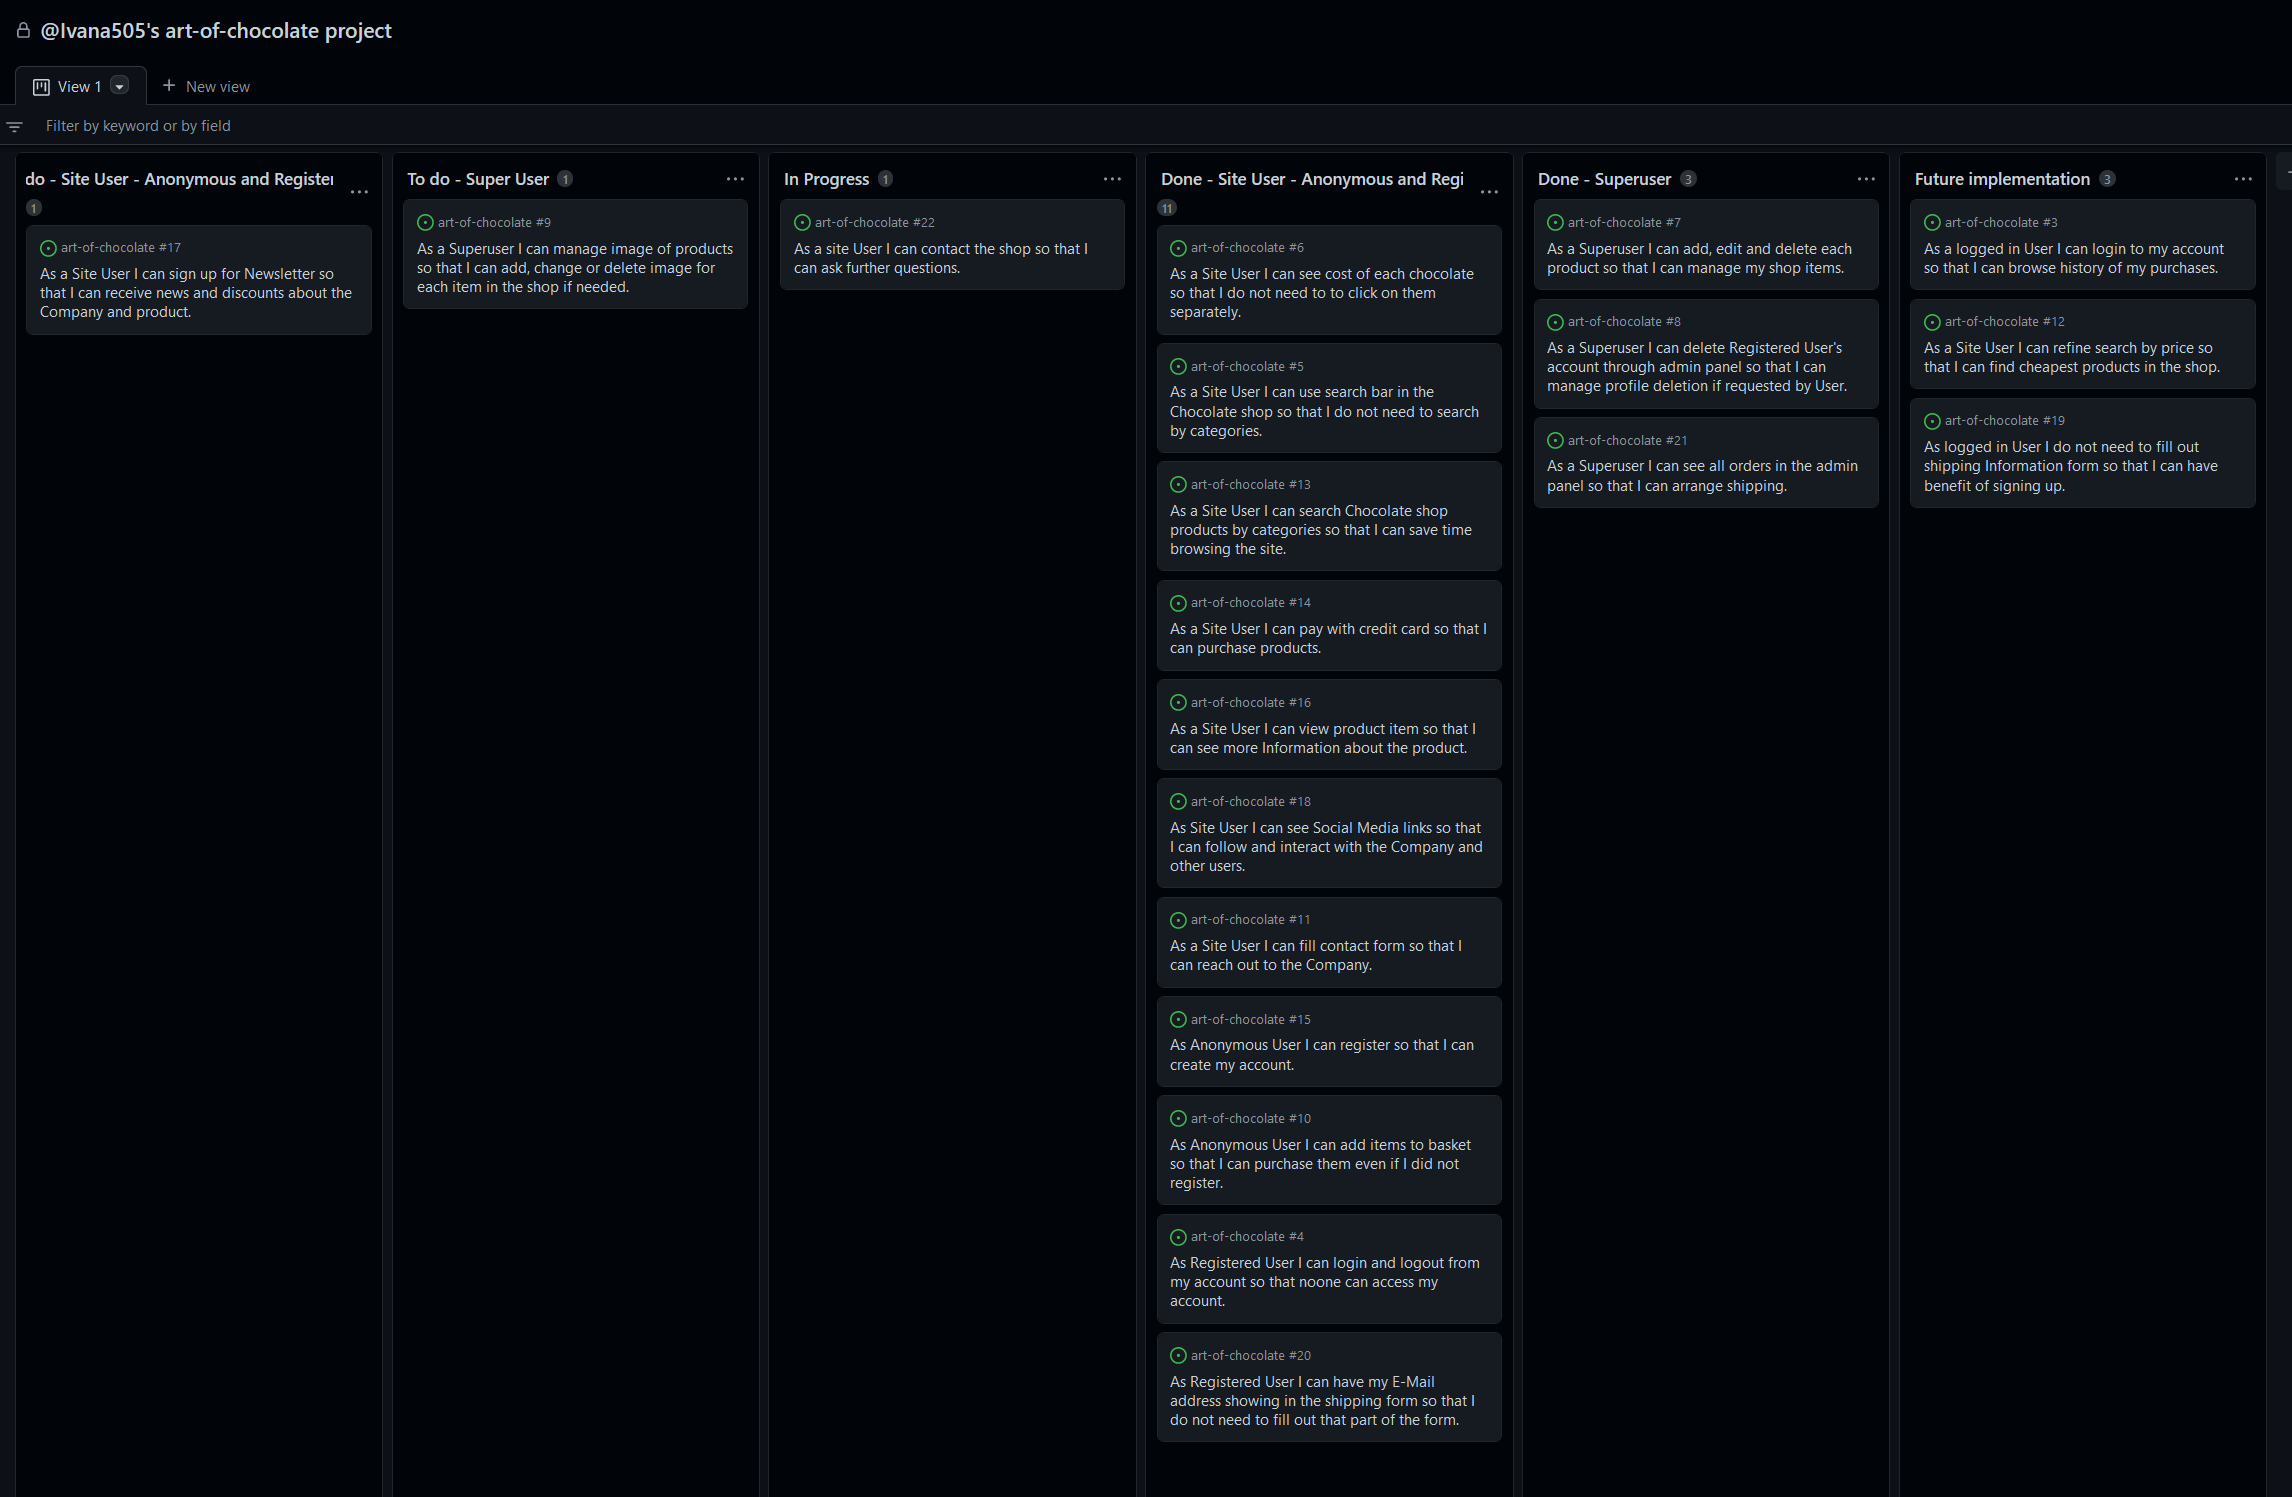 @Ivana505's art-of-chocolate project
View 1
New view
Filter by keyword or by field
do - Site User - Anonymous and Register
1
art-of-chocolate #17
As a Site User I can sign up for Newsletter so
that I can receive news and discounts about the
Company and product.
To do - Super User 1
art-of-chocolate #9
As a Superuser I can manage image of products
so that I can add, change or delete image for
each item in the shop if needed.
In Progress 1
art-of-chocolate #22
As a site User I can contact the shop so that I
can ask further questions.
Done - Site User - Anonymous and Regi
11
art-of-chocolate #6
As a Site User I can see cost of each chocolate
so that I do not need to to click on them
separately.
art-of-chocolate #5
As a Site User I can use search bar in the
Chocolate shop so that I do not need to search
by categories.
art-of-chocolate #13
As a Site User I can search Chocolate shop
products by categories so that I can save time
browsing the site.
art-of-chocolate #14
As a Site User I can pay with credit card so that I
can purchase products.
art-of-chocolate #16
As a Site User I can view product item so that I
can see more Information about the product.
art-of-chocolate #18
As Site User I can see Social Media links so that
I can follow and interact with the Company and
other users.
art-of-chocolate #11
As a Site User I can fill contact form so that I
can reach out to the Company.
art-of-chocolate #15
As Anonymous User I can register so that I can
create my account.
art-of-chocolate #10
As Anonymous User I can add items to basket
so that I can purchase them even if I did not
register.
art-of-chocolate #4
As Registered User I can login and logout from
my account so that noone can access my
account.
art-of-chocolate #20
As Registered User I can have my E-Mail
address showing in the shipping form so that I
do not need to fill out that part of the form.
Done - Superuser 3
art-of-chocolate #7
As a Superuser I can add, edit and delete each
product so that I can manage my shop items.
art-of-chocolate #8
As a Superuser I can delete Registered User's
account through admin panel so that I can
manage profile deletion if requested by User.
art-of-chocolate #21
As a Superuser I can see all orders in the admin
panel so that I can arrange shipping.
Future implementation 3
art-of-chocolate #3
As a logged in User I can login to my account
so that I can browse history of my purchases.
art-of-chocolate #12
As a Site User I can refine search by price so
that I can find cheapest products in the shop.
art-of-chocolate #19
As logged in User I do not need to fill out
shipping Information form so that I can have
benefit of signing up.